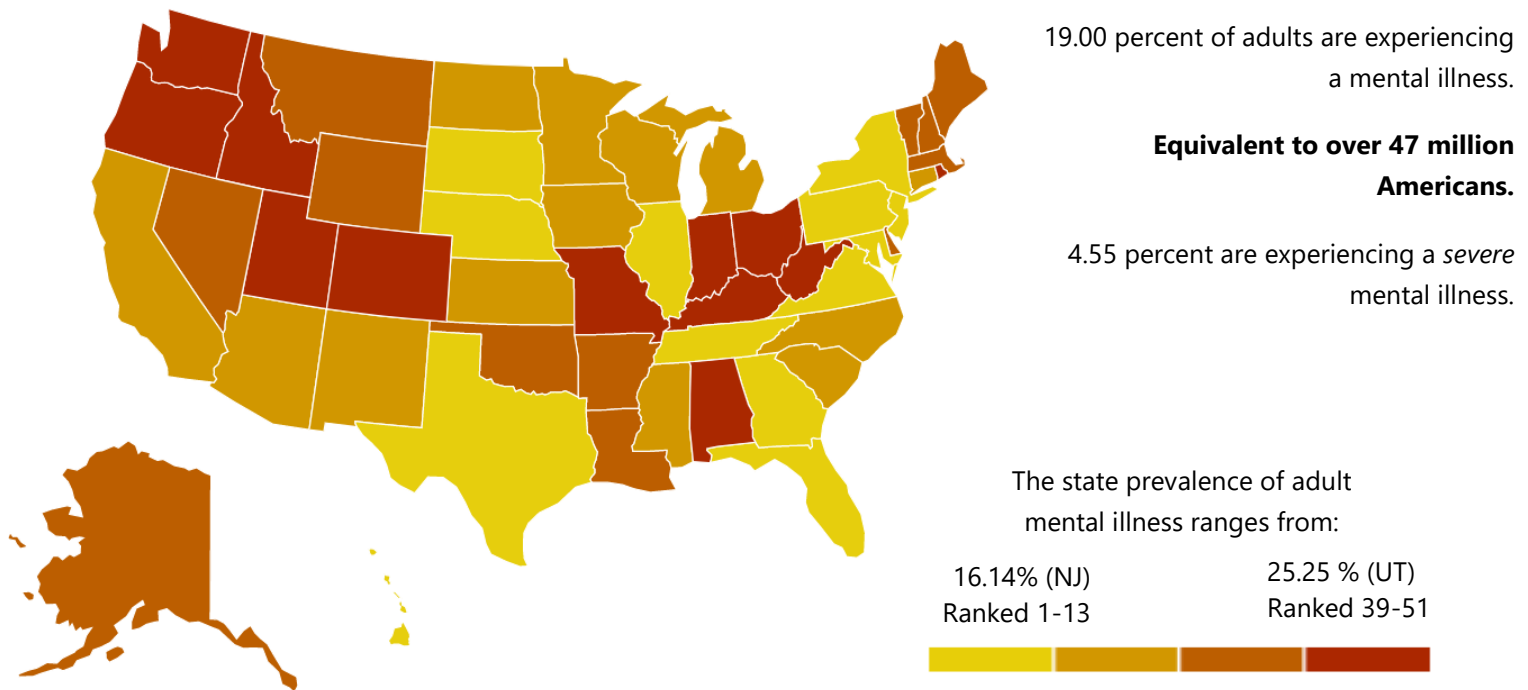 19.00 percent of adults are experiencing
a mental illness.
Equivalent to over 47 million
Americans.
4.55 percent are experiencing a severe
mental illness.
The state prevalence of adult
mental illness ranges from:
16.14% (NJ)
Ranked 1-13
25.25 % (UT)
Ranked 39-51